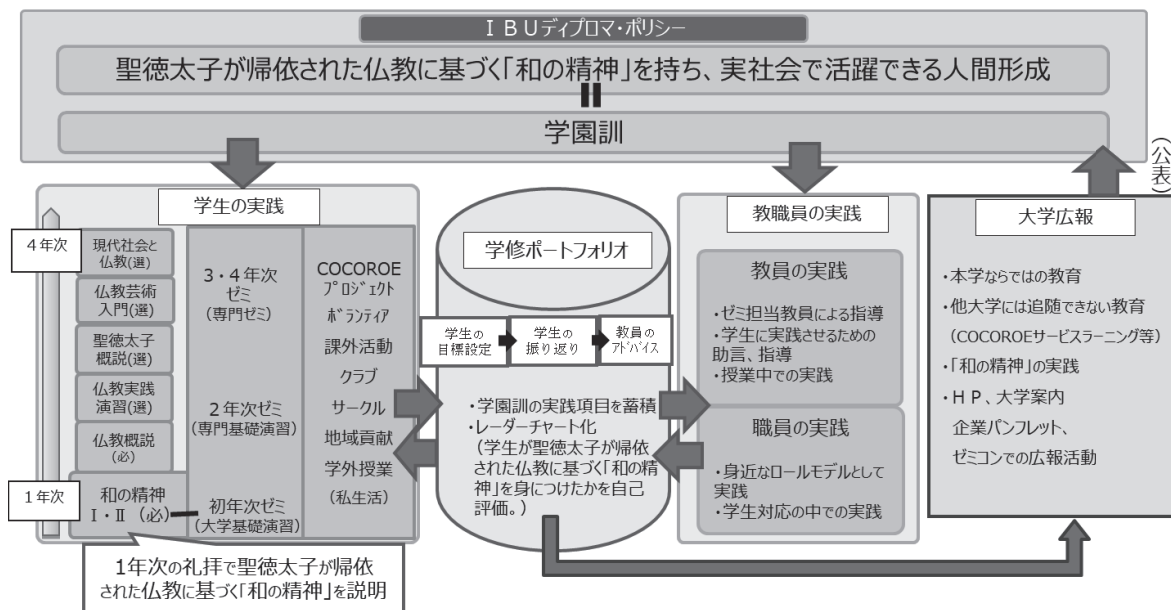 ＩＢＵディプロマ・ポリシー
聖徳太子が帰依された仏教に基づく「和の精神」を持ち、実社会で活躍できる人間形成
学園訓
(公表)
学生の実践
4年次
1年次
現代社会と
仏教(選)
仏教芸術
入門(選)
聖徳太子
概説(選)
仏教実践
演習(選)
仏教概説
(必)
和の精神
Ⅰ・Ⅱ (必)
3・4年次
ゼミ
(専門ゼミ)
2年次ゼミ
(専門基礎演習)
初年次ゼミ
(大学基礎演習)
COCOROE
プロジェクト
ボランティア
課外活動
クラブ
サークル
地域貢献
学外授業
(私生活)
1年次の礼拝で聖徳太子が帰依
された仏教に基づく「和の精神」を説明
学修ポートフォリオ
学生の
目標設定
学生の
振り返り
教員の
アドバイス
・学園訓の実践項目を蓄積
・レーダーチャート化
(学生が聖徳太子が帰依
された仏教に基づく「和の精
神」を身につけたかを自己
評価。)
教職員の実践
教員の実践
・ゼミ担当教員による指導
・学生に実践させるための
助言、指導
・授業中での実践
職員の実践
・身近なロールモデルとして
実践
・学生対応の中での実践
大学広報
・本学ならではの教育
・他大学には追随できない教育
(COCOROEサービスラーニング等)
・「和の精神」の実践
・ＨＰ、大学案内
企業パンフレット、
ゼミコンでの広報活動